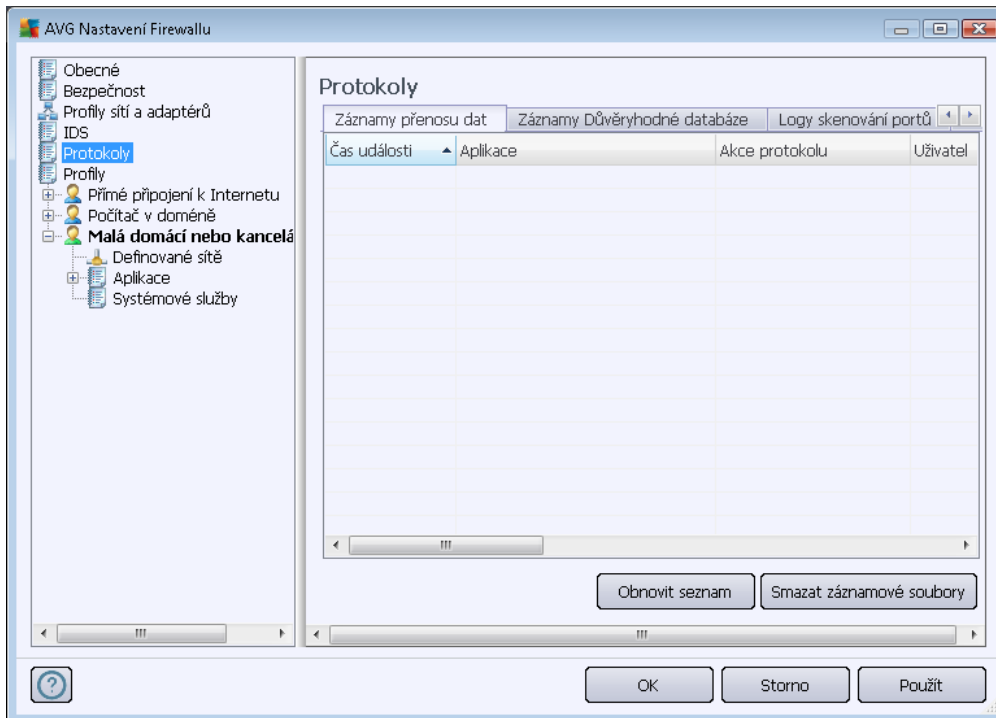 AVG Nastavení Firewallu
Obecné
Bezpečnost
Profily sítí a adaptérů
IDS
Protokoly
Profily
Přímé připojení k Internetu
Počítač v doméně
Malá domácí nebo kancelá
Definované sítě
Aplikace
Systémové služby
Protokoly
Záznamy přenosu dat
Záznamy Důvěryhodné databáze
Logy skenování portů
Čas události
Aplikace
Akce protokolu
Uživatel
Obnovit seznam
Smazat záznamové soubory
OK
Storno
Použít